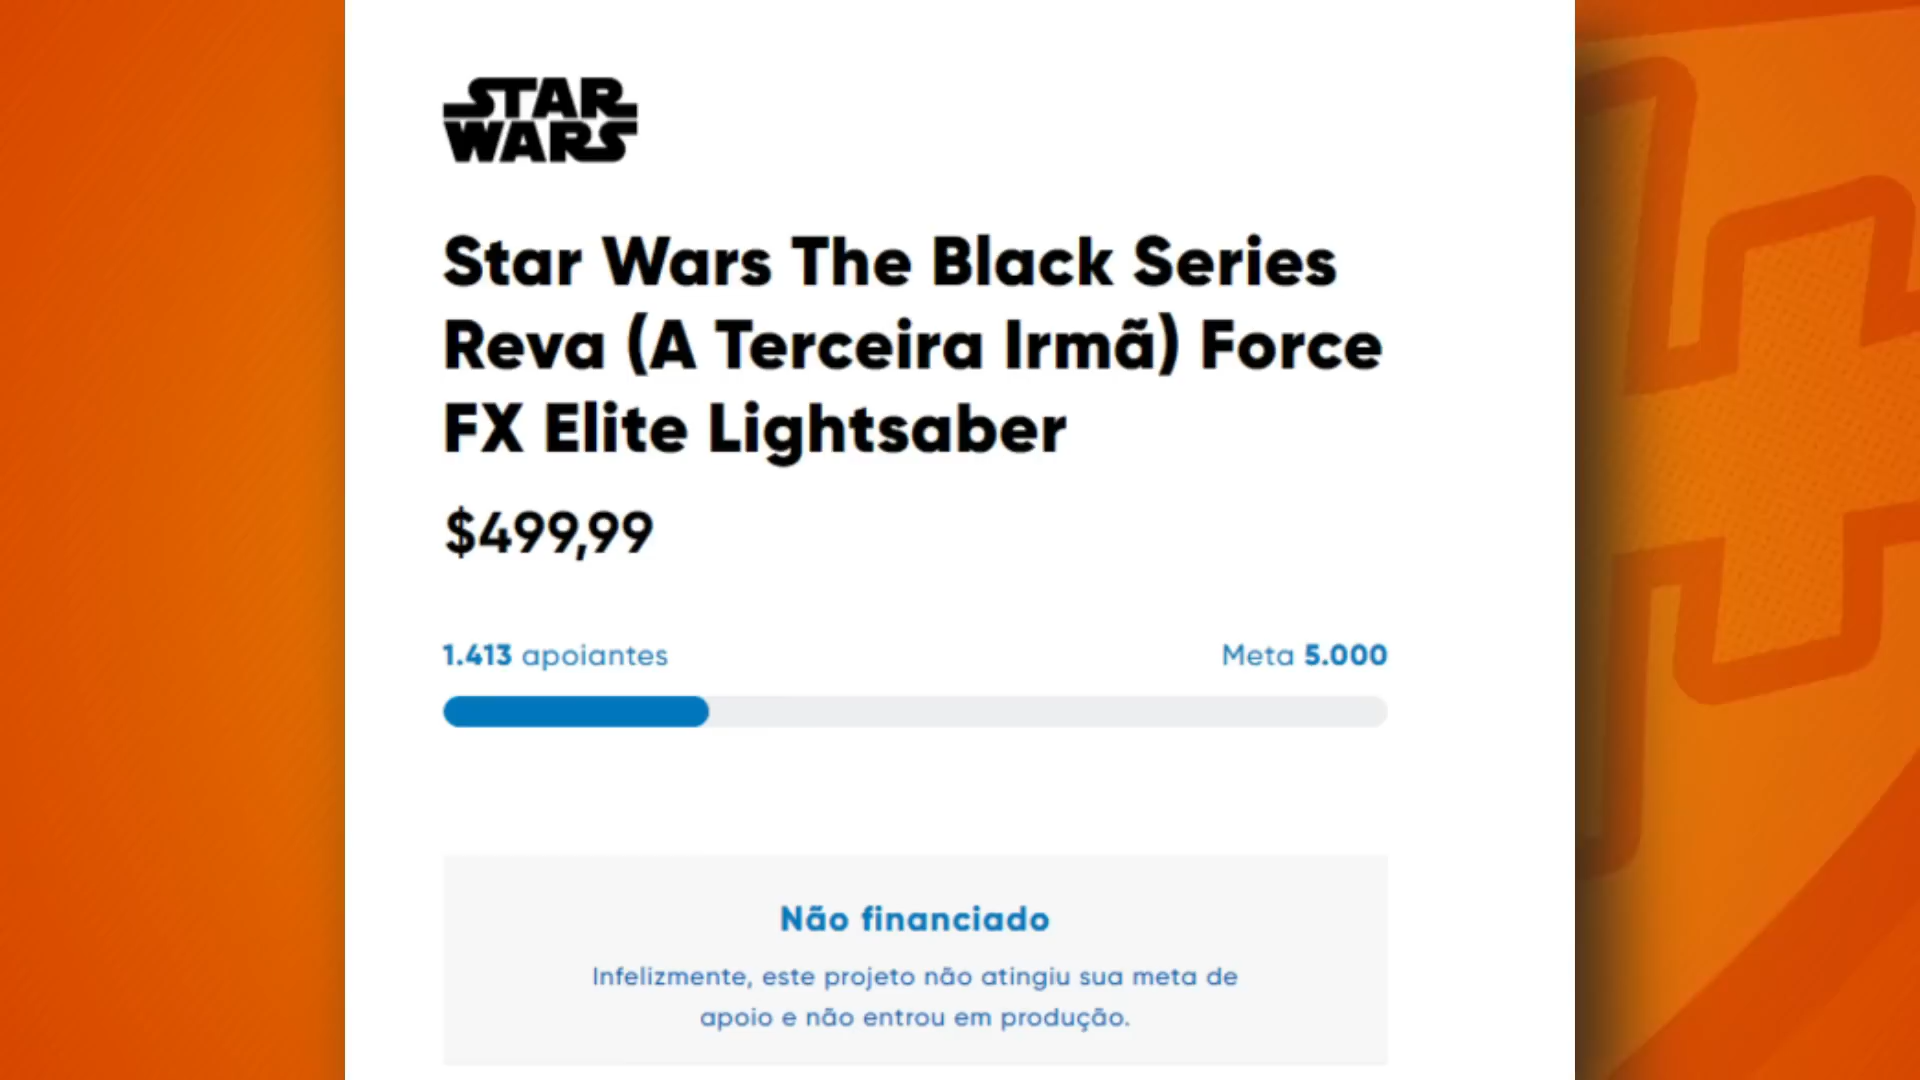 STAR
WARS
Star Wars The Black Series
Reva (A Terceira Irmã) Force
FX Elite Lightsaber
$499,99
1.413 apoiantes
Meta 5.000
Não financiado
Infelizmente, este projeto não atingiu sua meta de
apoio e não entrou em produção.